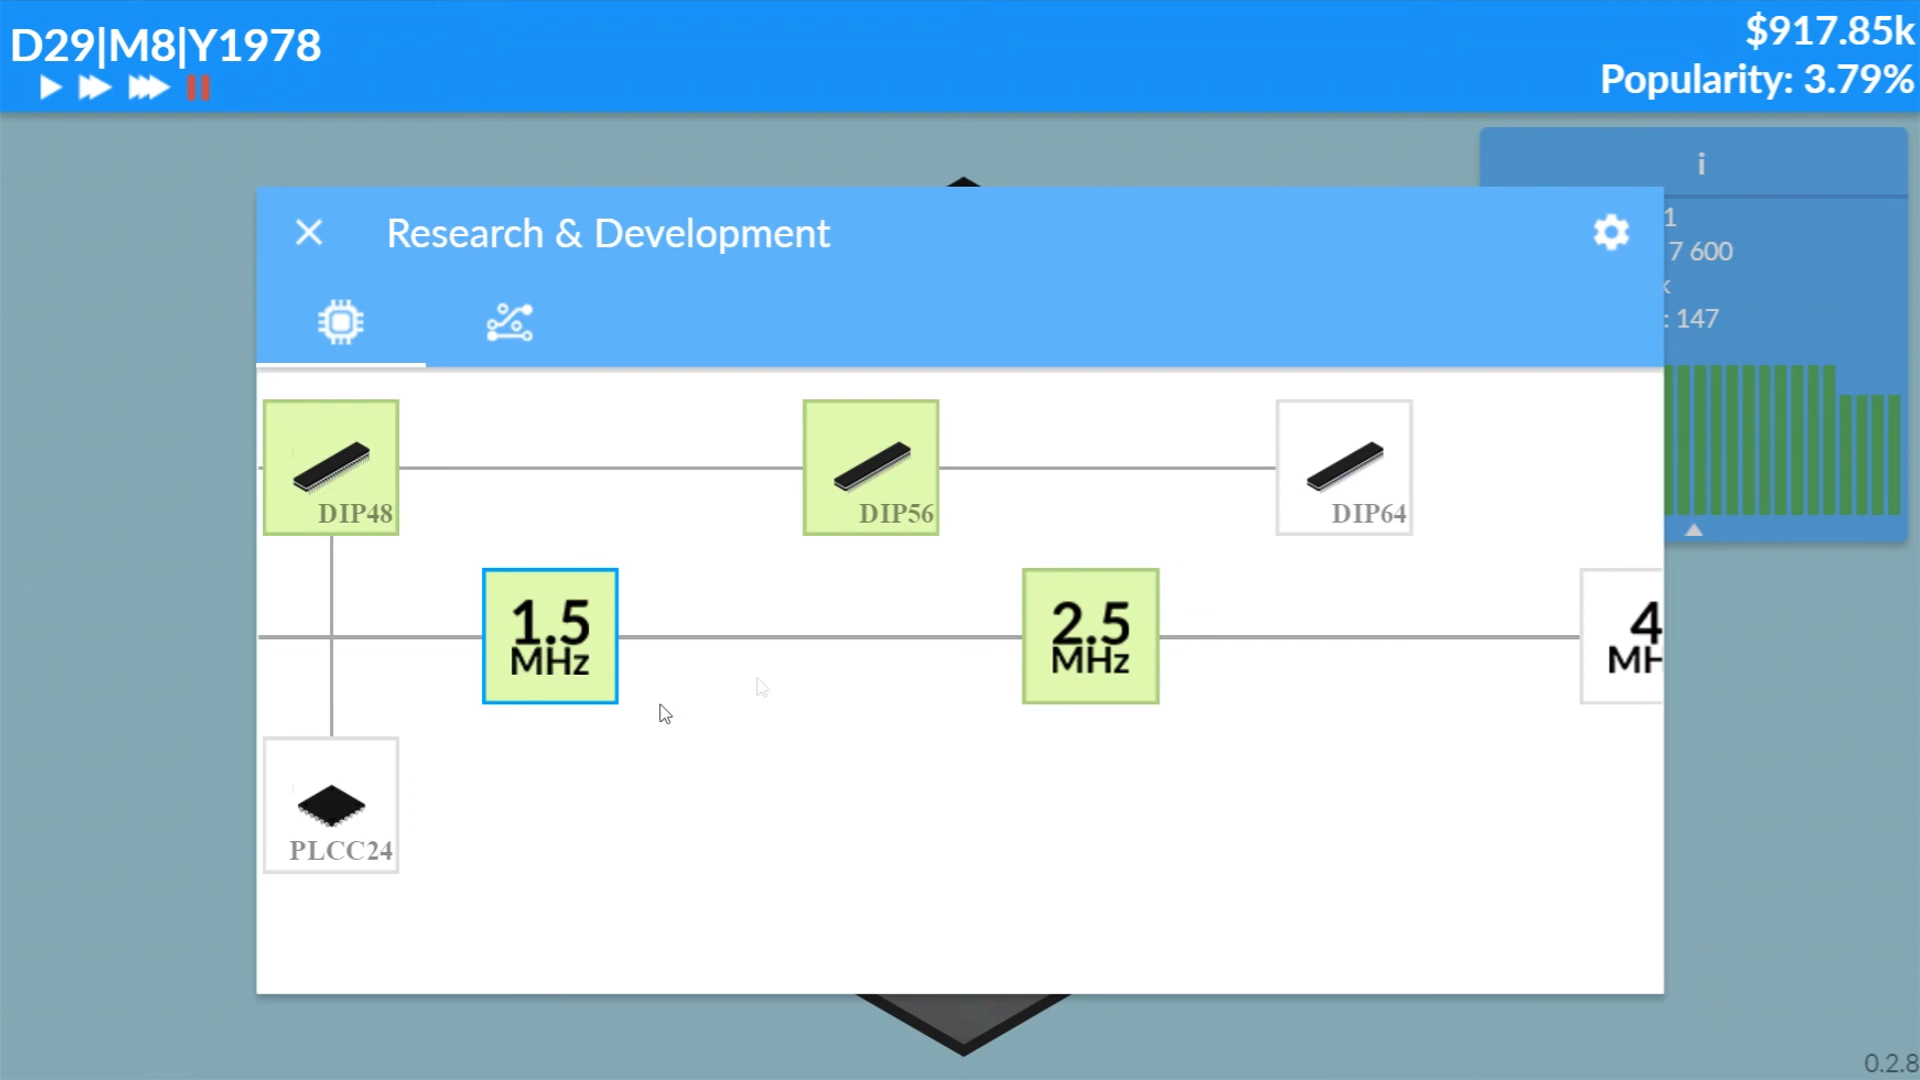 D29|M8|Y1978
$917.85k
Popularity: 3.79%
i
Research & Development
1
7 600
k
: 147
DIP48
DIP56
DIP64
1.5
MHz
2.5
MHz
4
MH
PLCC24
0.2.8